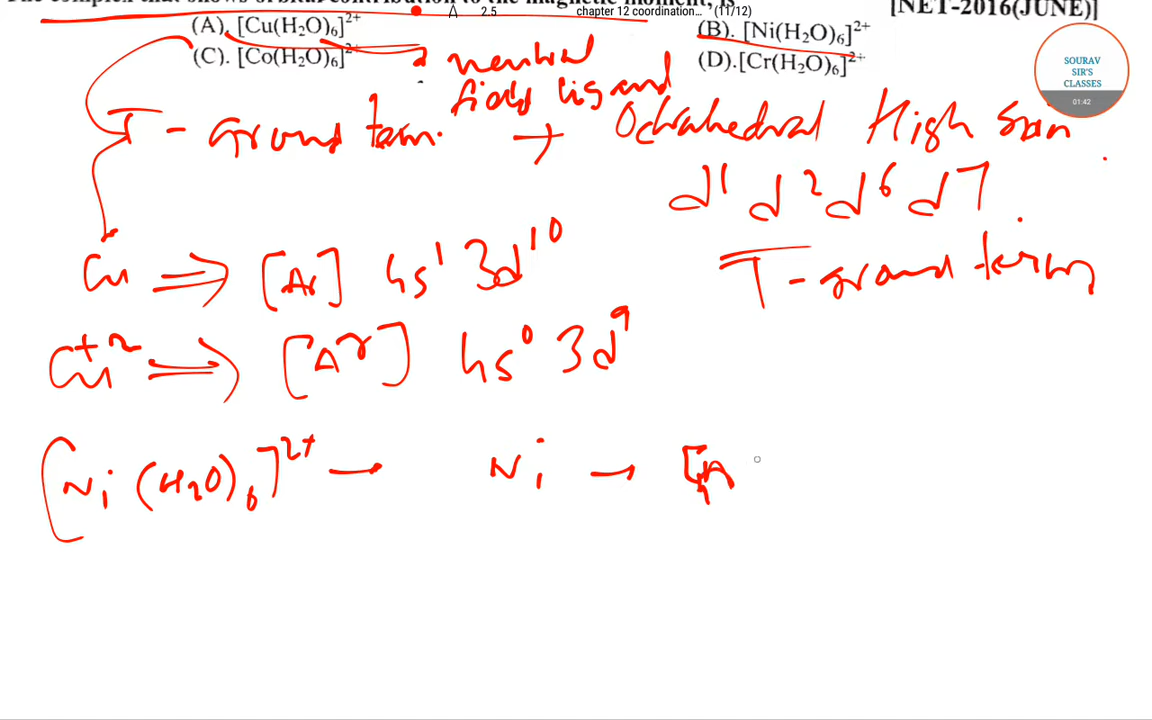 The complex that shows orbital contribution to the magnetic moment, is
[NET-2016(JUNE)]
A 2.5 chapter 12 coordination... (11/12)
(A). [Cu(H₂O)₆]²⁺ (B). [Ni(H₂O)₆]²⁺
(C). [Co(H₂O)₆]²⁺ (D).[Cr(H₂O)₆]²⁺
SOURAV
SIR'S
CLASSES
01:42
neutral
field ligand
T - ground term. → Octahedral High spin
d¹ d² d⁶ d⁷
T - ground term
Cu ⇒ [Ar] 4s¹ 3d¹⁰
Cu⁺² ⇒ [Ar] 4s⁰ 3d⁹
[Ni(H₂O)₆]²⁺ → Ni → [A